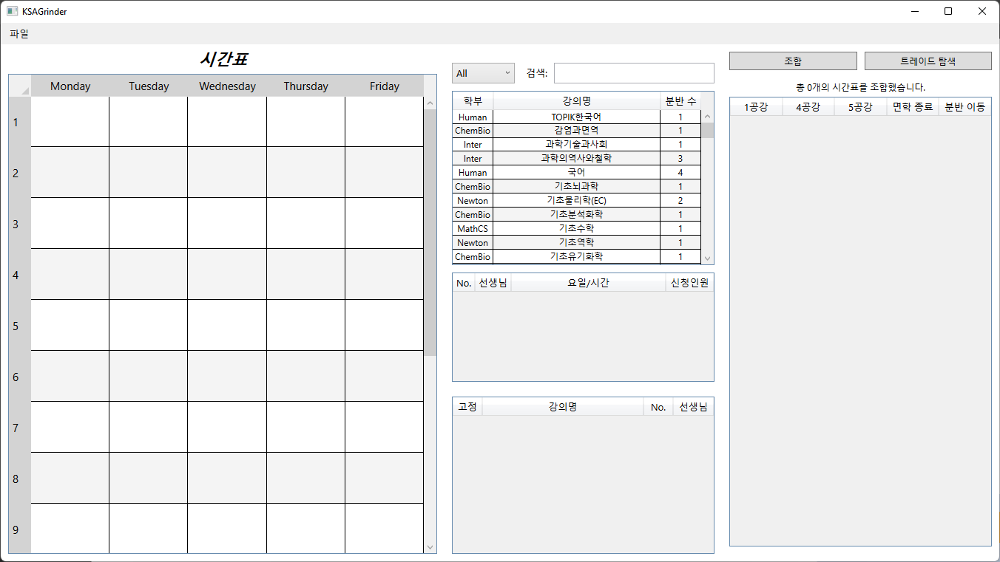 KSAGrinder
파일
시간표
Monday Tuesday Wednesday Thursday Friday
1
2
3
4
5
6
7
8
9
All 검색:
학부 강의명 분반 수
Human TOPIK한국어 1
ChemBio 감염과면역 1
Inter 과학기술과사회 1
Inter 과학의역사와철학 3
Human 국어 4
ChemBio 기초뇌과학 1
Newton 기초물리학(EC) 2
ChemBio 기초분석화학 1
MathCS 기초수학 1
Newton 기초역학 1
ChemBio 기초유기화학 1
No. 선생님 요일/시간 신청인원
고정 강의명 No. 선생님
조합 트레이드 탐색
총 0개의 시간표를 조합했습니다.
1공강 4공강 5공강 면학 종료 분반 이동